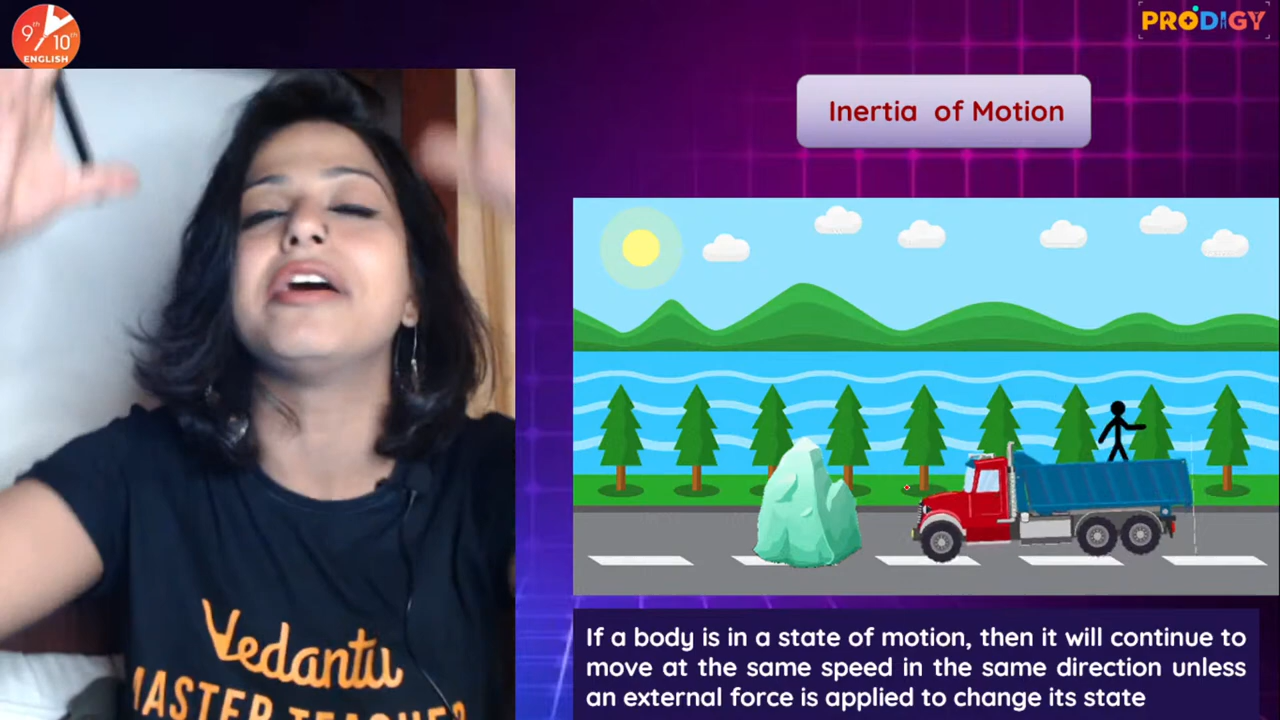 9th
10th
ENGLISH
PRODIGY
Inertia of Motion
If a body is in a state of motion, then it will continue to
move at the same speed in the same direction unless
an external force is applied to change its state
Vedantu
MASTER TEACHER